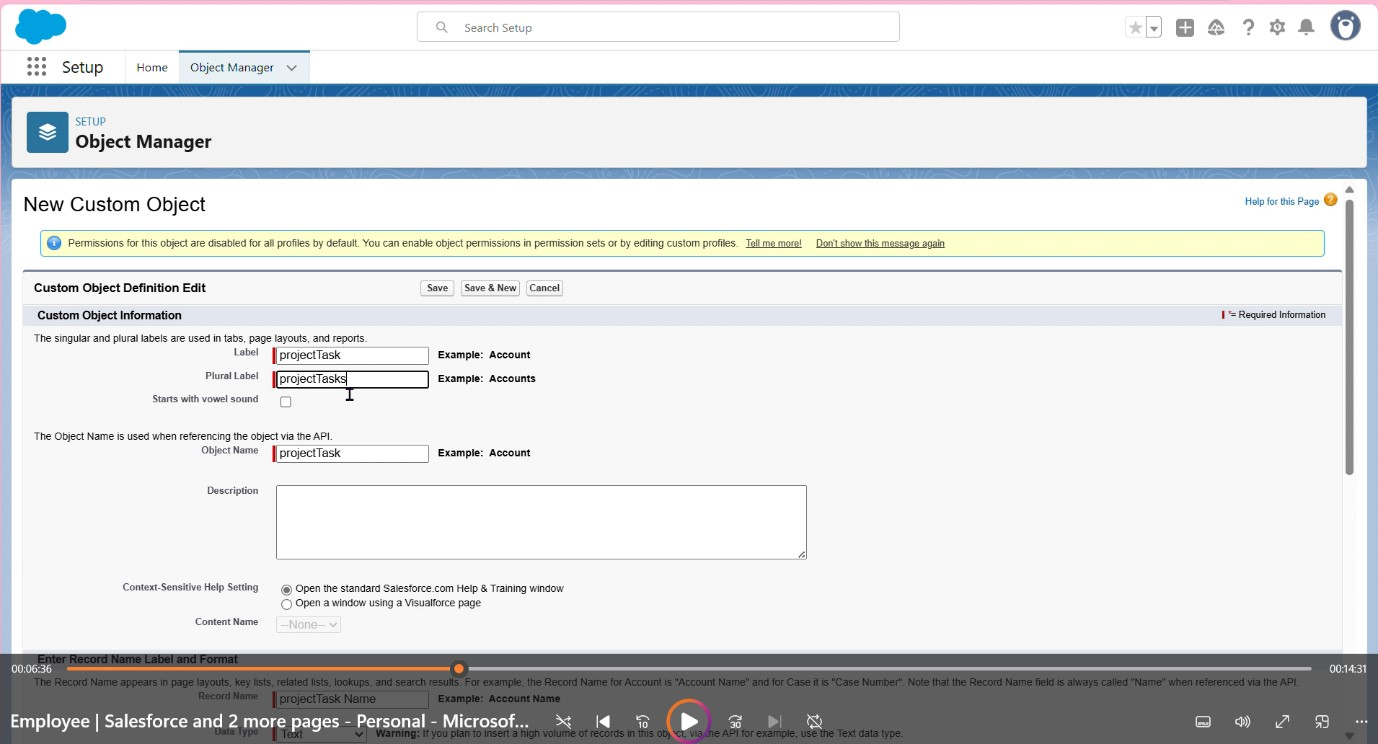 Search Setup
Setup
Home
Object Manager
SETUP
Object Manager
New Custom Object
Help for this Page
Permissions for this object are disabled for all profiles by default. You can enable object permissions in permission sets or by editing custom profiles. Tell me more! Don't show this message again
Custom Object Definition Edit
Save
Save & New
Cancel
Custom Object Information
= Required Information
The singular and plural labels are used in tabs, page layouts, and reports.
Label projectTask Example: Account
Plural Label projectTasks Example: Accounts
Starts with vowel sound
The Object Name is used when referencing the object via the API.
Object Name projectTask Example: Account
Description
Context-Sensitive Help Setting Open the standard Salesforce.com Help & Training window
Open a window using a Visualforce page
Content Name --None--
Enter Record Name Label and Format
00:06:36
00:14:31
The Record Name appears in page layouts, key lists, related lists, lookups, and search results. For example, the Record Name for Account is "Account Name" and for Case it is "Case Number". Note that the Record Name field is always called "Name" when referenced via the API.
Record Name projectTask Name Example: Account Name
Employee | Salesforce and 2 more pages - Personal - Microsof...
10
30
Data Type Text Warning: If you plan to insert a high volume of records in this object, via the API for example, use the Text data type.